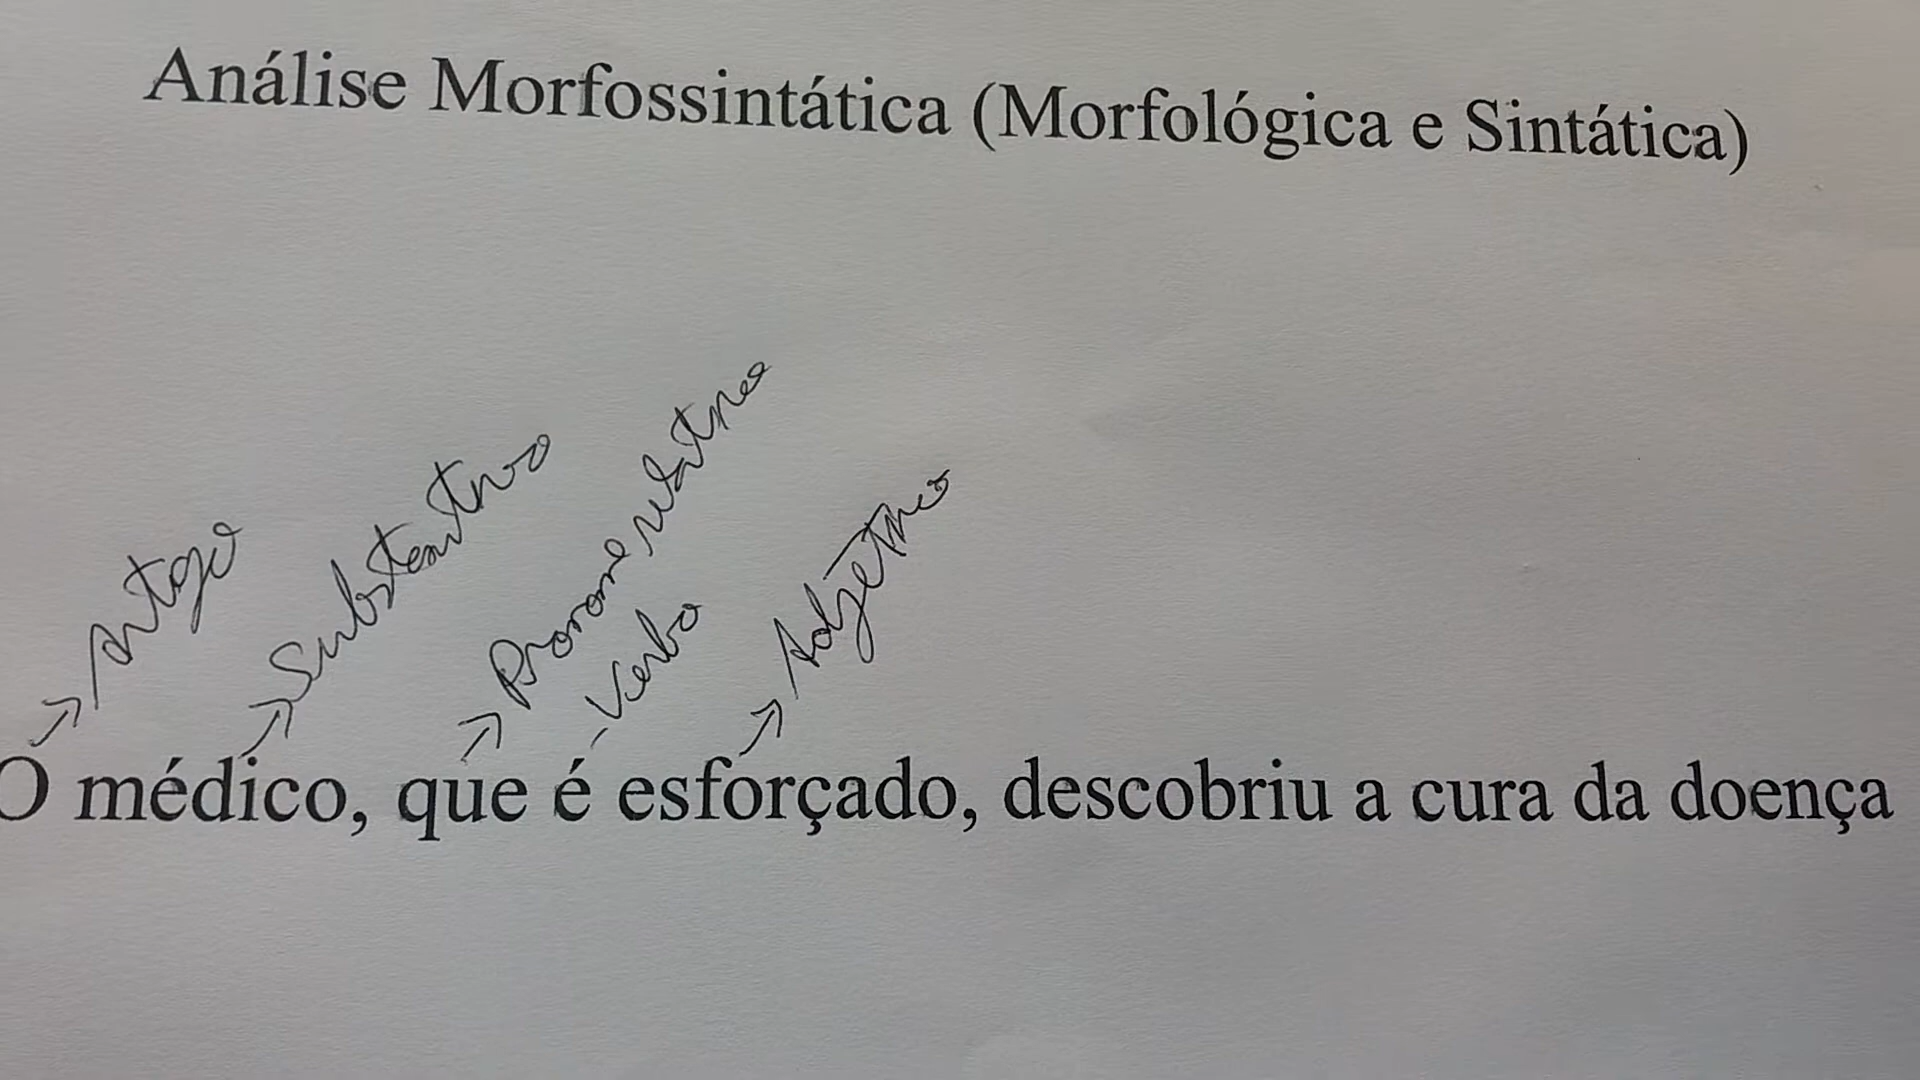 Análise Morfossintática (Morfológica e Sintática)
Artigo
Substantivo
Pronome relativo
Verbo
Adjetivo
O médico, que é esforçado, descobriu a cura da doença